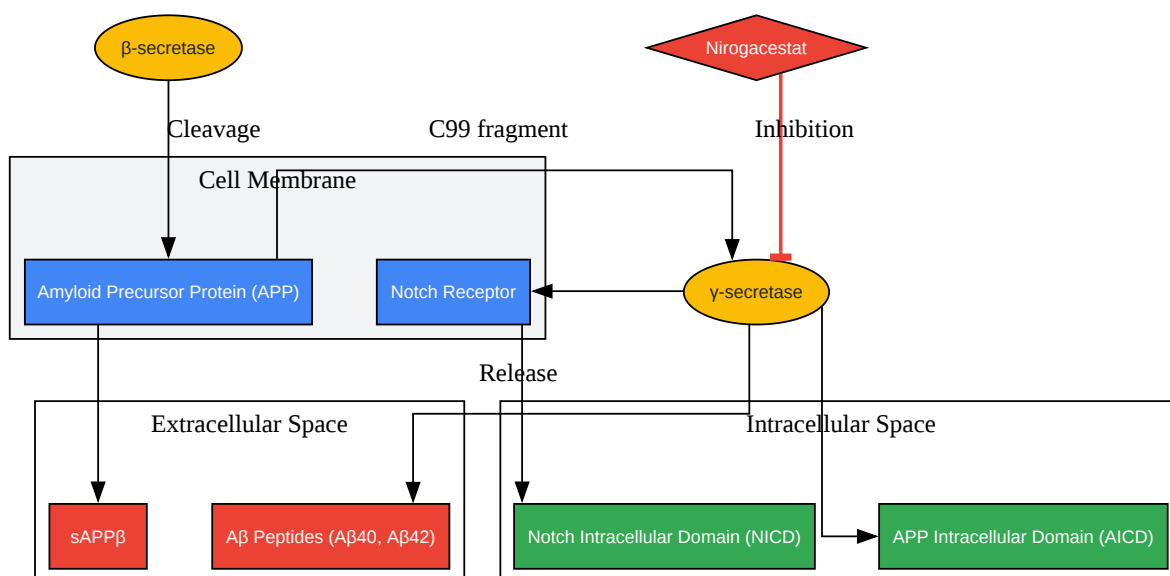 β-secretase
Nirogacestat
Cleavage
C99 fragment
Inhibition
Cell Membrane
Amyloid Precursor Protein (APP)
Notch Receptor
γ-secretase
Release
Extracellular Space
Intracellular Space
sAPPβ
Aβ Peptides (Aβ40, Aβ42)
Notch Intracellular Domain (NICD)
APP Intracellular Domain (AICD)